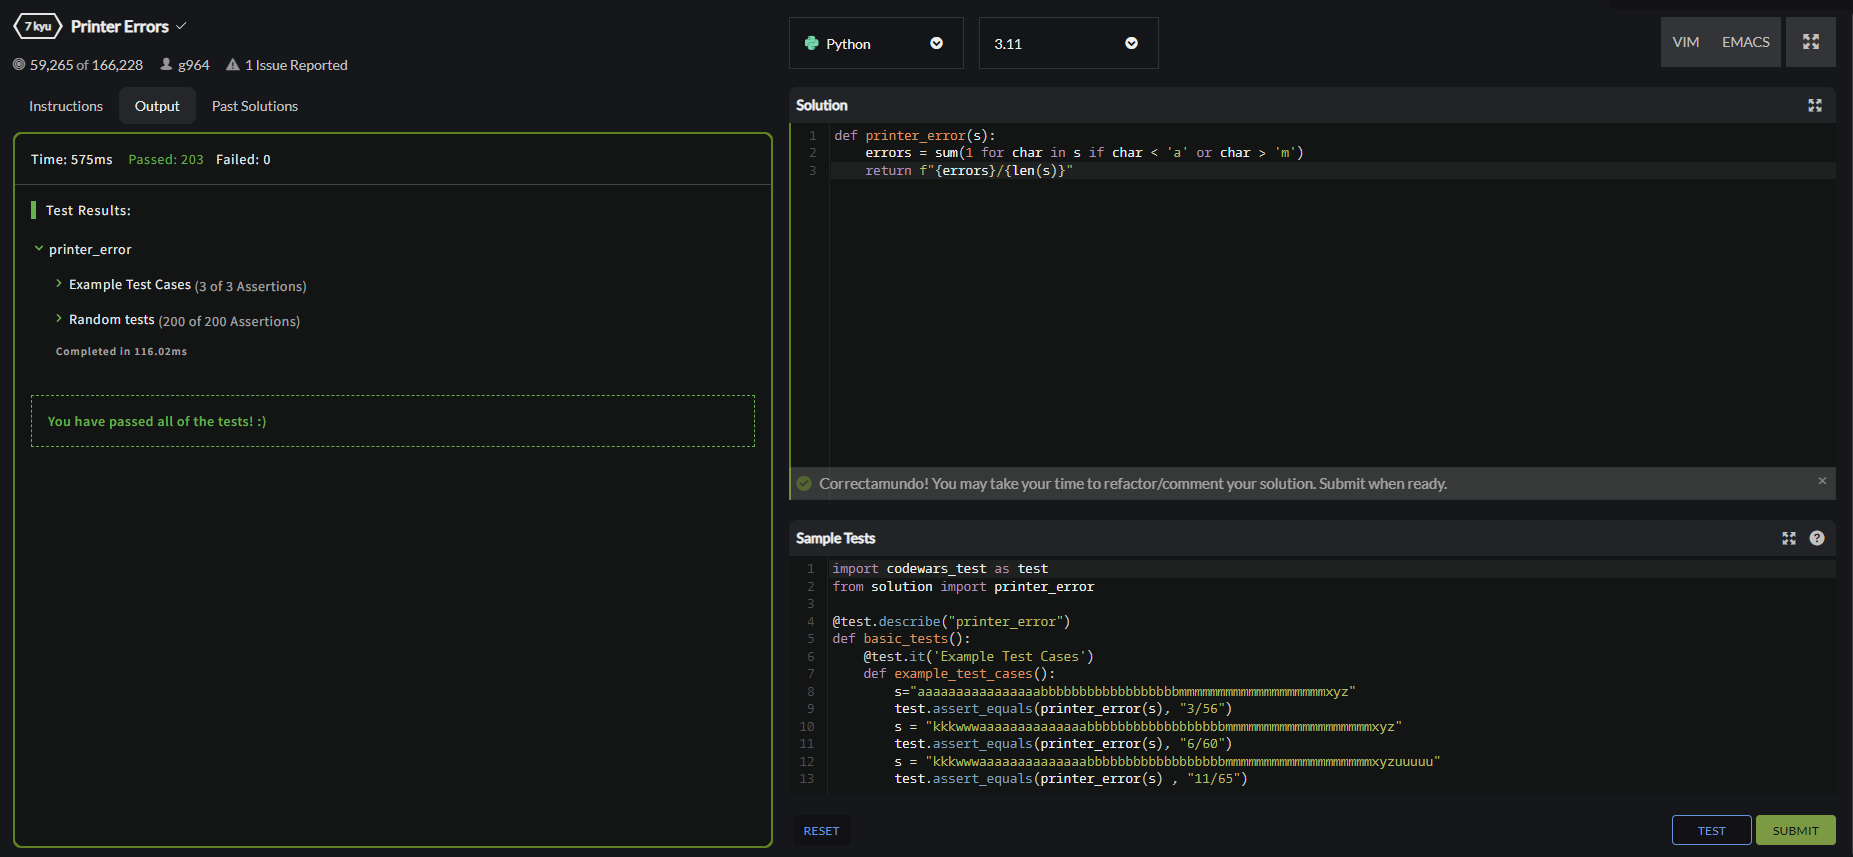 7 kyu Printer Errors
59,265 of 166,228 g964 1 Issue Reported
Instructions Output Past Solutions
Time: 575ms Passed: 203 Failed: 0
Test Results:
printer_error
Example Test Cases (3 of 3 Assertions)
Random tests (200 of 200 Assertions)
Completed in 116.02ms
You have passed all of the tests! :)
Python 3.11 VIM EMACS
Solution
1 def printer_error(s):
2     errors = sum(1 for char in s if char < 'a' or char > 'm')
3     return f"{errors}/{len(s)}"
Correctamundo! You may take your time to refactor/comment your solution. Submit when ready. ×
Sample Tests ?
1 import codewars_test as test
2 from solution import printer_error
3
4 @test.describe("printer_error")
5 def basic_tests():
6     @test.it('Example Test Cases')
7     def example_test_cases():
8         s="aaaaaaaaaaaaaaaabbbbbbbbbbbbbbbbbbmmmmmmmmmmmmmmmmmmmxyz"
9         test.assert_equals(printer_error(s), "3/56")
10         s = "kkkwwwaaaaaaaaaaaaaabbbbbbbbbbbbbbbbbbmmmmmmmmmmmmmmmmmmmxyz"
11         test.assert_equals(printer_error(s), "6/60")
12         s = "kkkwwwaaaaaaaaaaaaaabbbbbbbbbbbbbbbbbbmmmmmmmmmmmmmmmmmmmxyzuuuuu"
13         test.assert_equals(printer_error(s) , "11/65")
RESET TEST SUBMIT